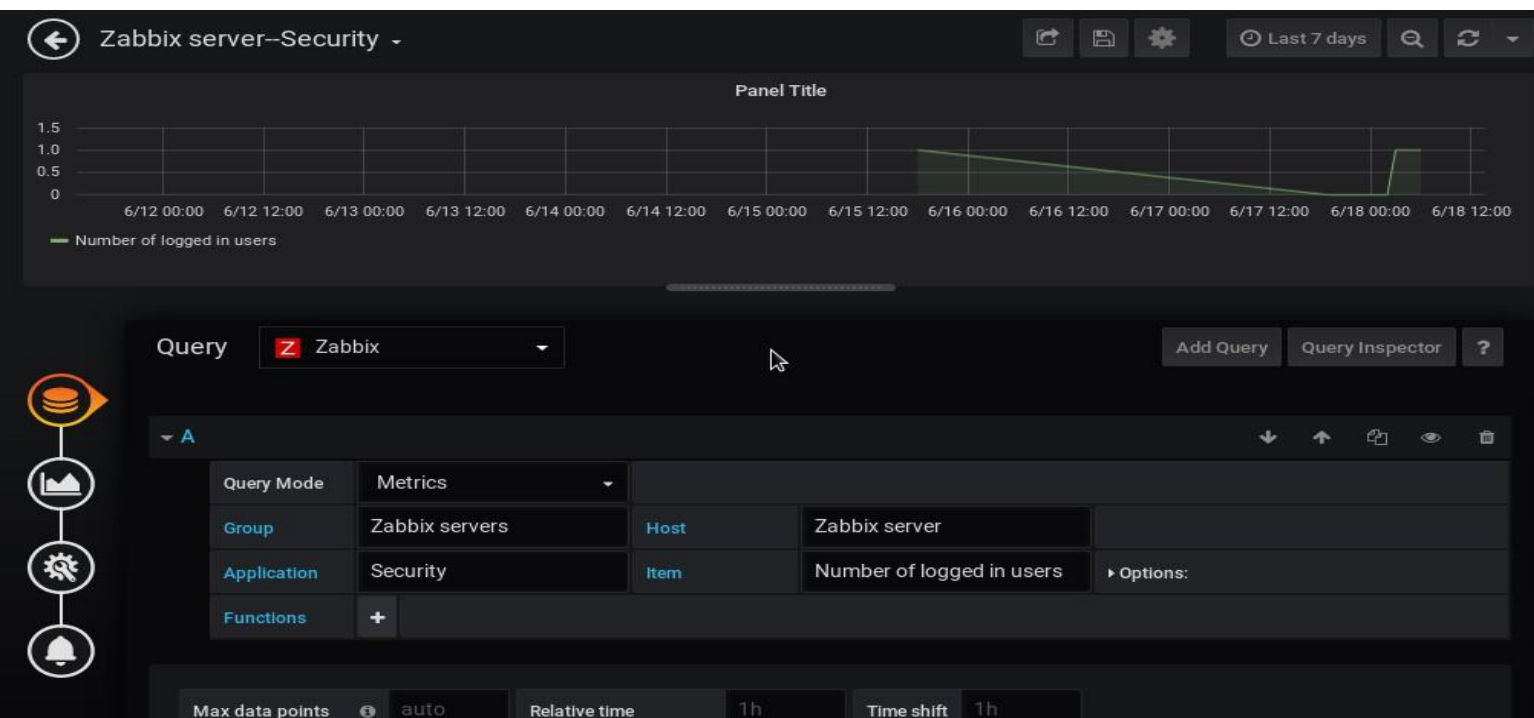 Zabbix server--Security
Last 7 days
Panel Title
1.5
1.0
0.5
0
6/12 00:00 6/12 12:00 6/13 00:00 6/13 12:00 6/14 00:00 6/14 12:00 6/15 00:00 6/15 12:00 6/16 00:00 6/16 12:00 6/17 00:00 6/17 12:00 6/18 00:00 6/18 12:00
Number of logged in users
Query Z Zabbix Add Query Query Inspector ?
A
Query Mode Metrics
Group Zabbix servers Host Zabbix server
Application Security Item Number of logged in users Options:
Functions +
Max data points auto Relative time 1h Time shift 1h